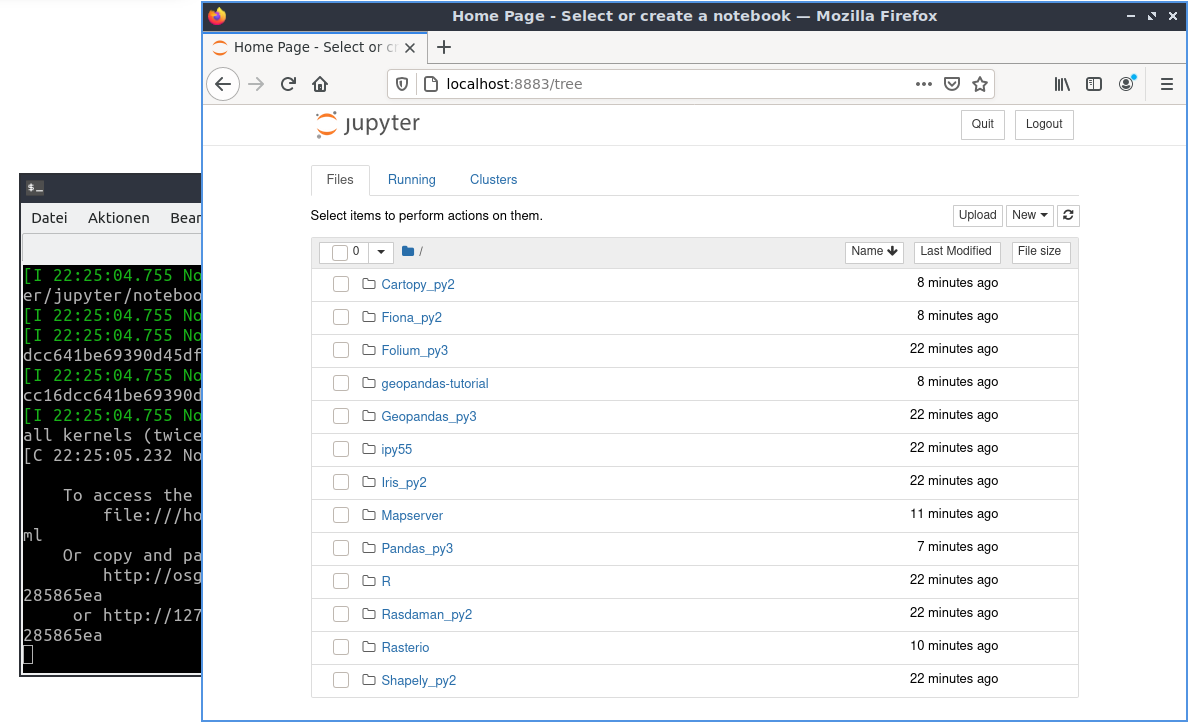 Home Page - Select or create a notebook — Mozilla Firefox
Home Page - Select or
localhost:8883/tree
jupyter
Quit Logout
Files Running Clusters
Select items to perform actions on them.
Upload New
0 / Name Last Modified File size
Cartopy_py2 8 minutes ago
Fiona_py2 8 minutes ago
Folium_py3 22 minutes ago
geopandas-tutorial 8 minutes ago
Geopandas_py3 22 minutes ago
ipy55 22 minutes ago
Iris_py2 22 minutes ago
Mapserver 11 minutes ago
Pandas_py3 7 minutes ago
R 22 minutes ago
Rasdaman_py2 22 minutes ago
Rasterio 10 minutes ago
Shapely_py2 22 minutes ago
$_
Datei Aktionen Bear
[I 22:25:04.755 No
er/jupyter/noteboo
[I 22:25:04.755 No
[I 22:25:04.755 No
dcc641be69390d45df
[I 22:25:04.755 No
cc16dcc641be69390d
[I 22:25:04.755 No
all kernels (twice
[C 22:25:05.232 No
To access the
file:///ho
ml
Or copy and pa
http://osg
285865ea
or http://127
285865ea